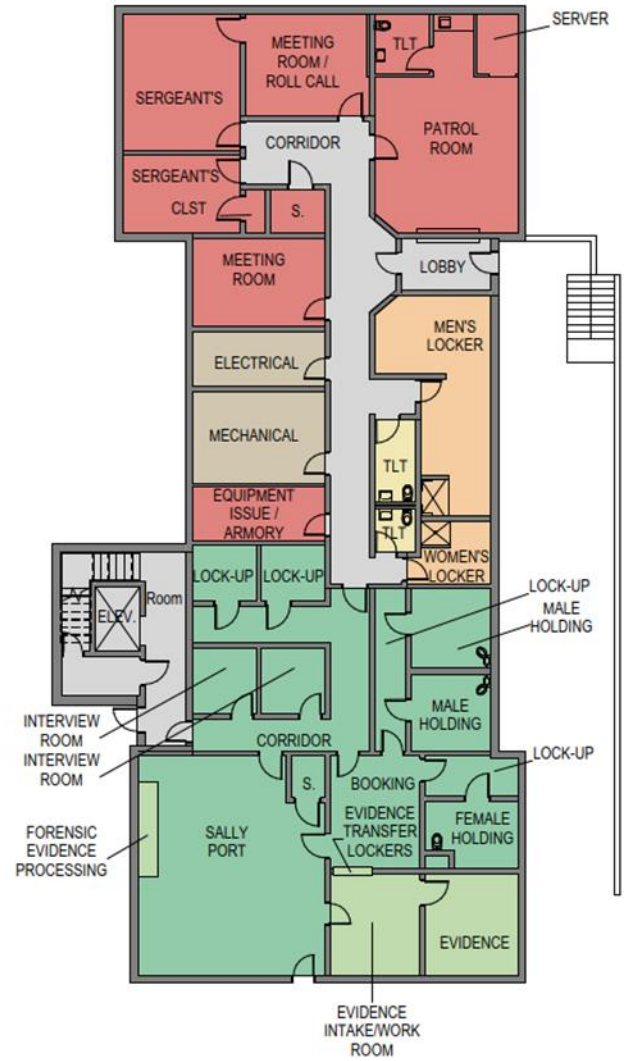 SERVER
TLT
MEETING
ROOM /
ROLL CALL
SERGEANT'S
PATROL
ROOM
CORRIDOR
SERGEANT'S
CLST
S.
MEETING
ROOM
LOBBY
MEN'S
LOCKER
ELECTRICAL
MECHANICAL
TLT
EQUIPMENT
ISSUE /
ARMORY
TLT
WOMEN'S
LOCKER
LOCK-UP
LOCK-UP
LOCK-UP
Room
MALE
HOLDING
ELEV.
MALE
HOLDING
INTERVIEW
ROOM
INTERVIEW
ROOM
CORRIDOR
LOCK-UP
BOOKING
S.
EVIDENCE
TRANSFER
LOCKERS
FEMALE
HOLDING
FORENSIC
EVIDENCE
PROCESSING
SALLY
PORT
EVIDENCE
EVIDENCE
INTAKE/WORK
ROOM